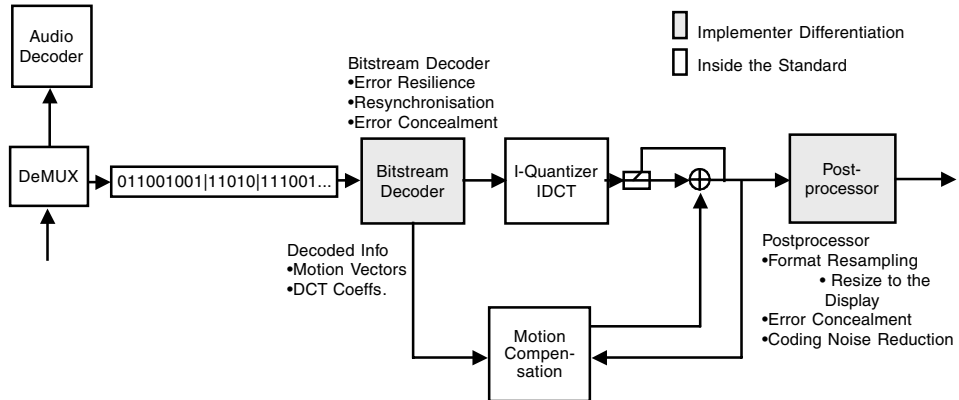 Audio
Decoder
Implementer Differentiation
Inside the Standard
Bitstream Decoder
•Error Resilience
•Resynchronisation
•Error Concealment
DeMUX
011001001|11010|111001...
Bitstream
Decoder
I-Quantizer
IDCT
Post-
processor
Decoded Info
•Motion Vectors
•DCT Coeffs.
Postprocessor
•Format Resampling
• Resize to the
Display
•Error Concealment
•Coding Noise Reduction
Motion
Compen-
sation